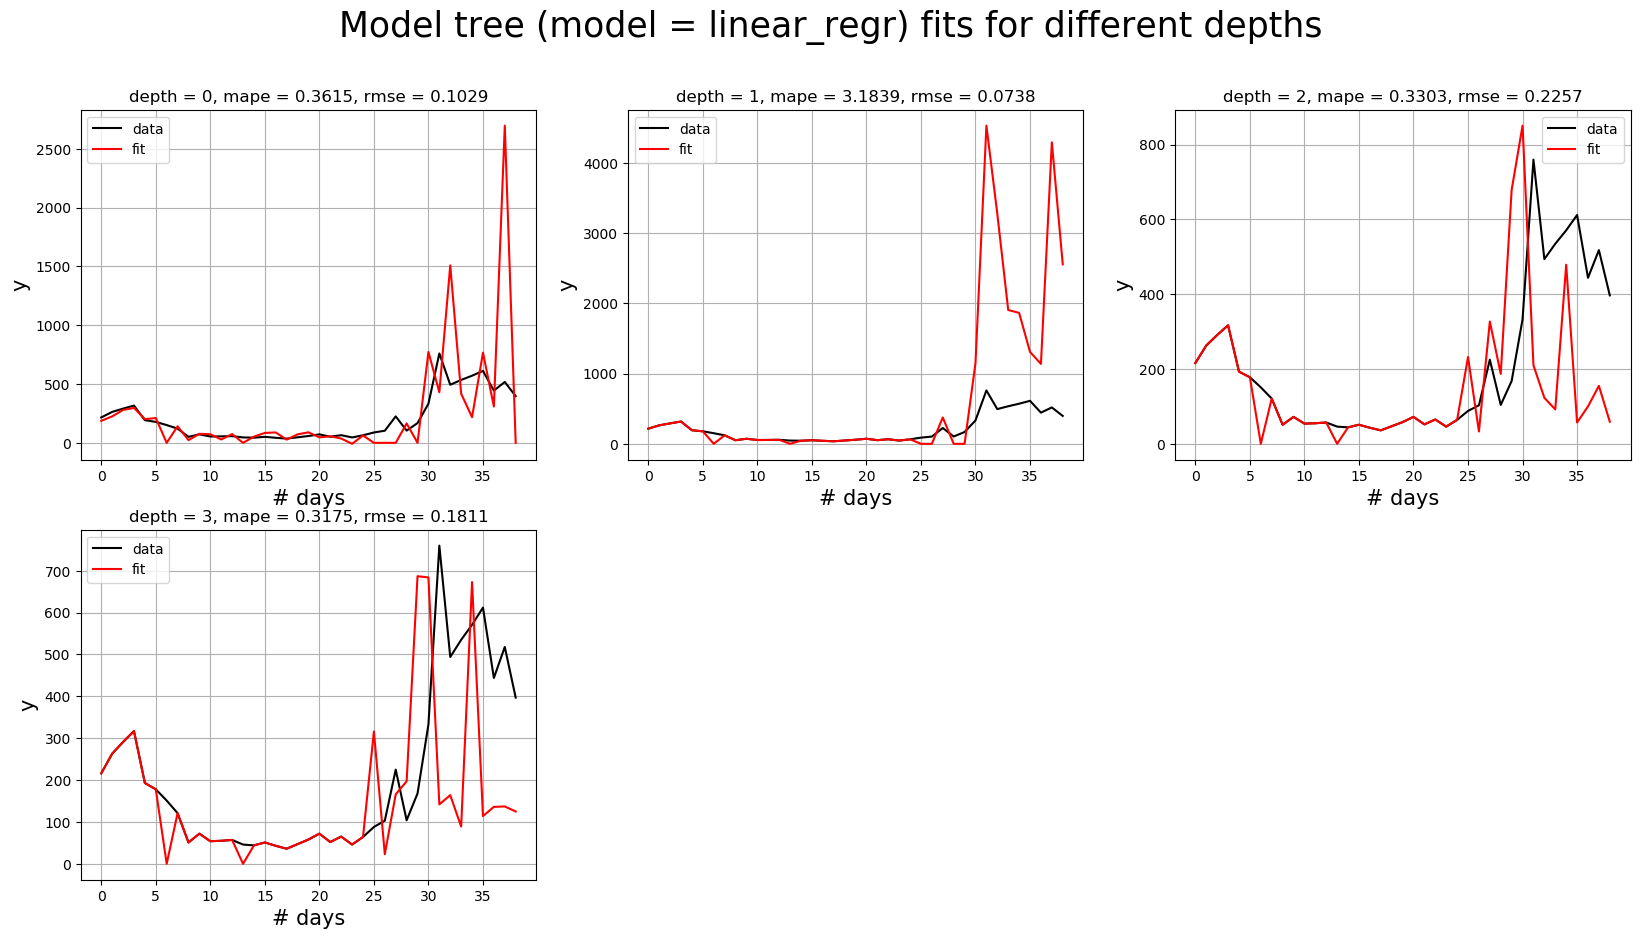 Model tree (model = linear_regr) fits for different depths
depth = 0, mape = 0.3615, rmse = 0.1029
data
fit
2500
2000
1500
1000
500
0
y
0 5 10 15 20 25 30 35
# days
depth = 1, mape = 3.1839, rmse = 0.0738
data
fit
4000
3000
2000
1000
0
y
0 5 10 15 20 25 30 35
# days
depth = 2, mape = 0.3303, rmse = 0.2257
data
fit
800
600
400
200
0
y
0 5 10 15 20 25 30 35
# days
depth = 3, mape = 0.3175, rmse = 0.1811
data
fit
700
600
500
400
300
200
100
0
y
0 5 10 15 20 25 30 35
# days